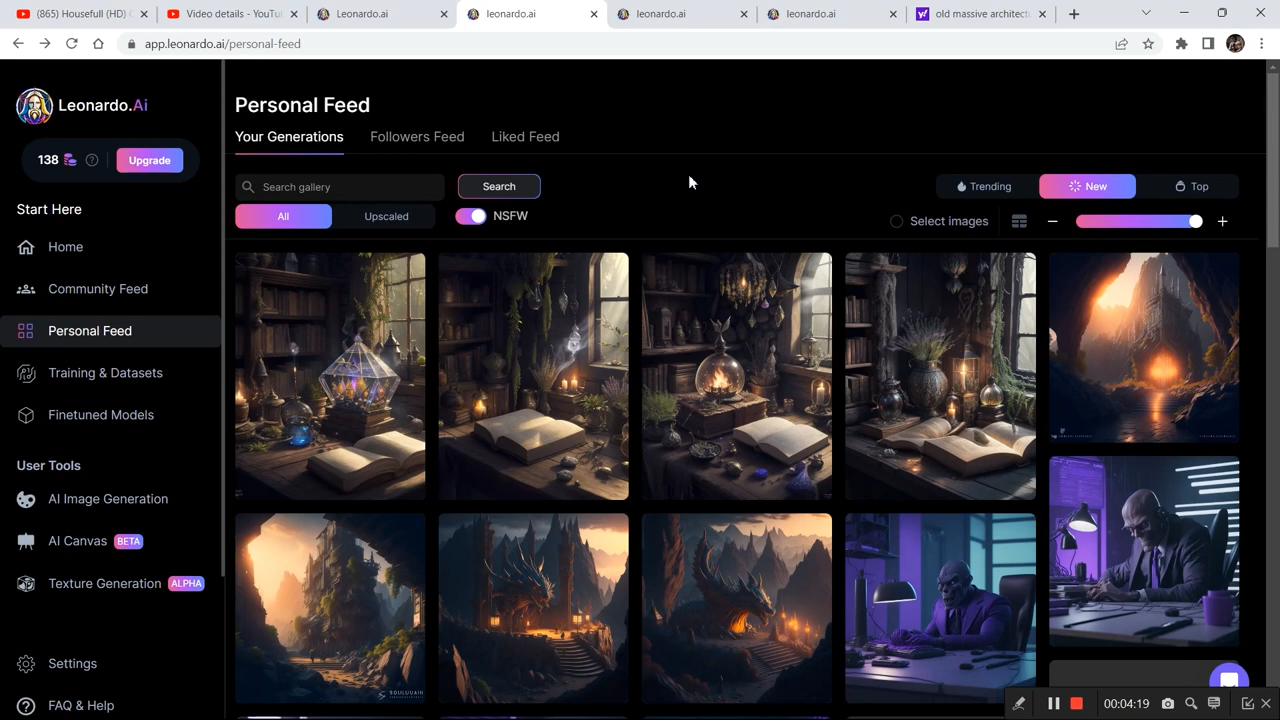 (865) Housefull (HD)
Video details - YouTu
Leonardo.ai
leonardo.ai
leonardo.ai
leonardo.ai
old massive architect
app.leonardo.ai/personal-feed
Leonardo.Ai
138
Upgrade
Start Here
Home
Community Feed
Personal Feed
Training & Datasets
Finetuned Models
User Tools
AI Image Generation
AI Canvas BETA
Texture Generation ALPHA
Settings
FAQ & Help
Personal Feed
Your Generations Followers Feed Liked Feed
Search gallery Search
Trending New Top
All Upscaled NSFW
Select images
00:04:19